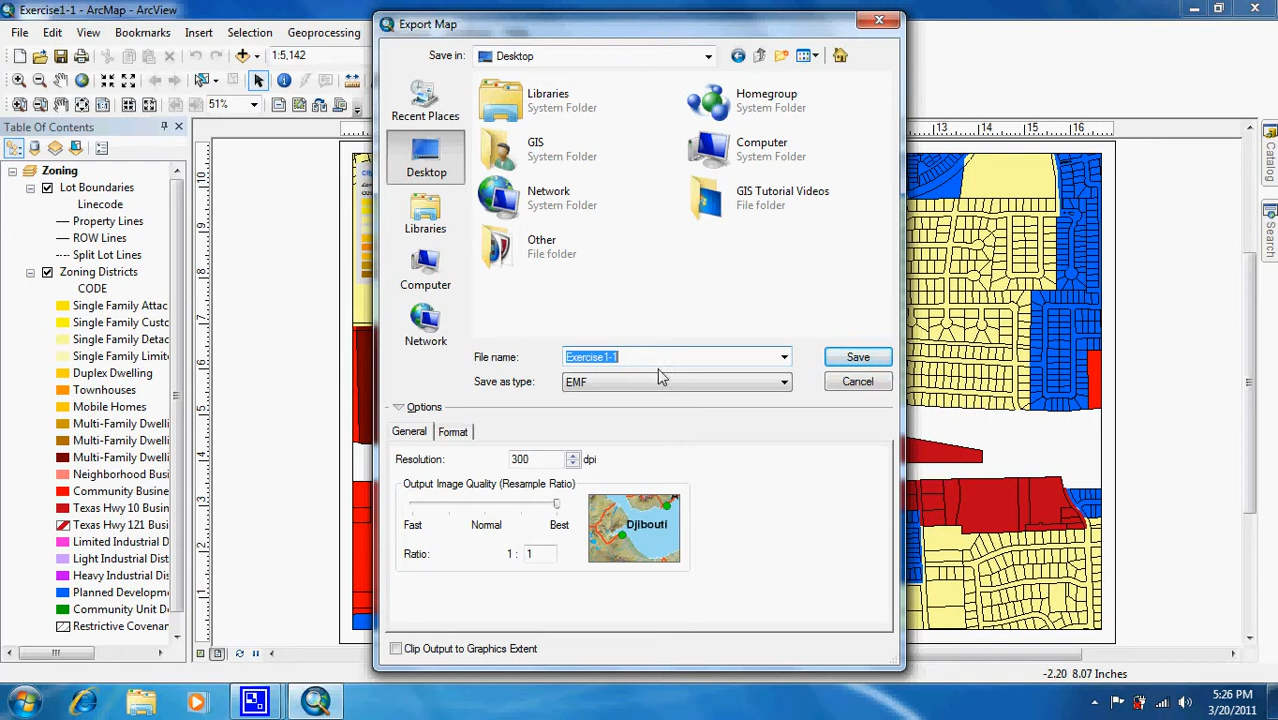 Exercise1-1 - ArcMap - ArcView
File Edit View Bookmarks Insert Selection Geoprocessing
1:5,142
51%
Table Of Contents
Zoning
Lot Boundaries
Linecode
Property Lines
ROW Lines
Split Lot Lines
Zoning Districts
CODE
Single Family Attac
Single Family Custo
Single Family Detac
Single Family Limite
Duplex Dwelling
Townhouses
Mobile Homes
Multi-Family Dwelli
Multi-Family Dwelli
Multi-Family Dwelli
Neighborhood Busin
Community Busine
Texas Hwy 10 Busin
Texas Hwy 121 Busi
Limited Industrial D
Light Industrial Dist
Heavy Industrial Dis
Planned Developme
Community Unit De
Restrictive Covenan
Export Map
Save in: Desktop
Recent Places
Desktop
Libraries
Computer
Network
Libraries
System Folder
Homegroup
System Folder
GIS
System Folder
Computer
System Folder
Network
System Folder
GIS Tutorial Videos
File folder
Other
File folder
File name: Exercise1-1 Save
Save as type: EMF Cancel
Options
General Format
Resolution: 300 dpi
Output Image Quality (Resample Ratio)
Fast Normal Best
Ratio: 1 : 1
Djibouti
Clip Output to Graphics Extent
13 14 15 16
Catalog
Search
-2.20 8.07 Inches
5:26 PM
3/20/2011